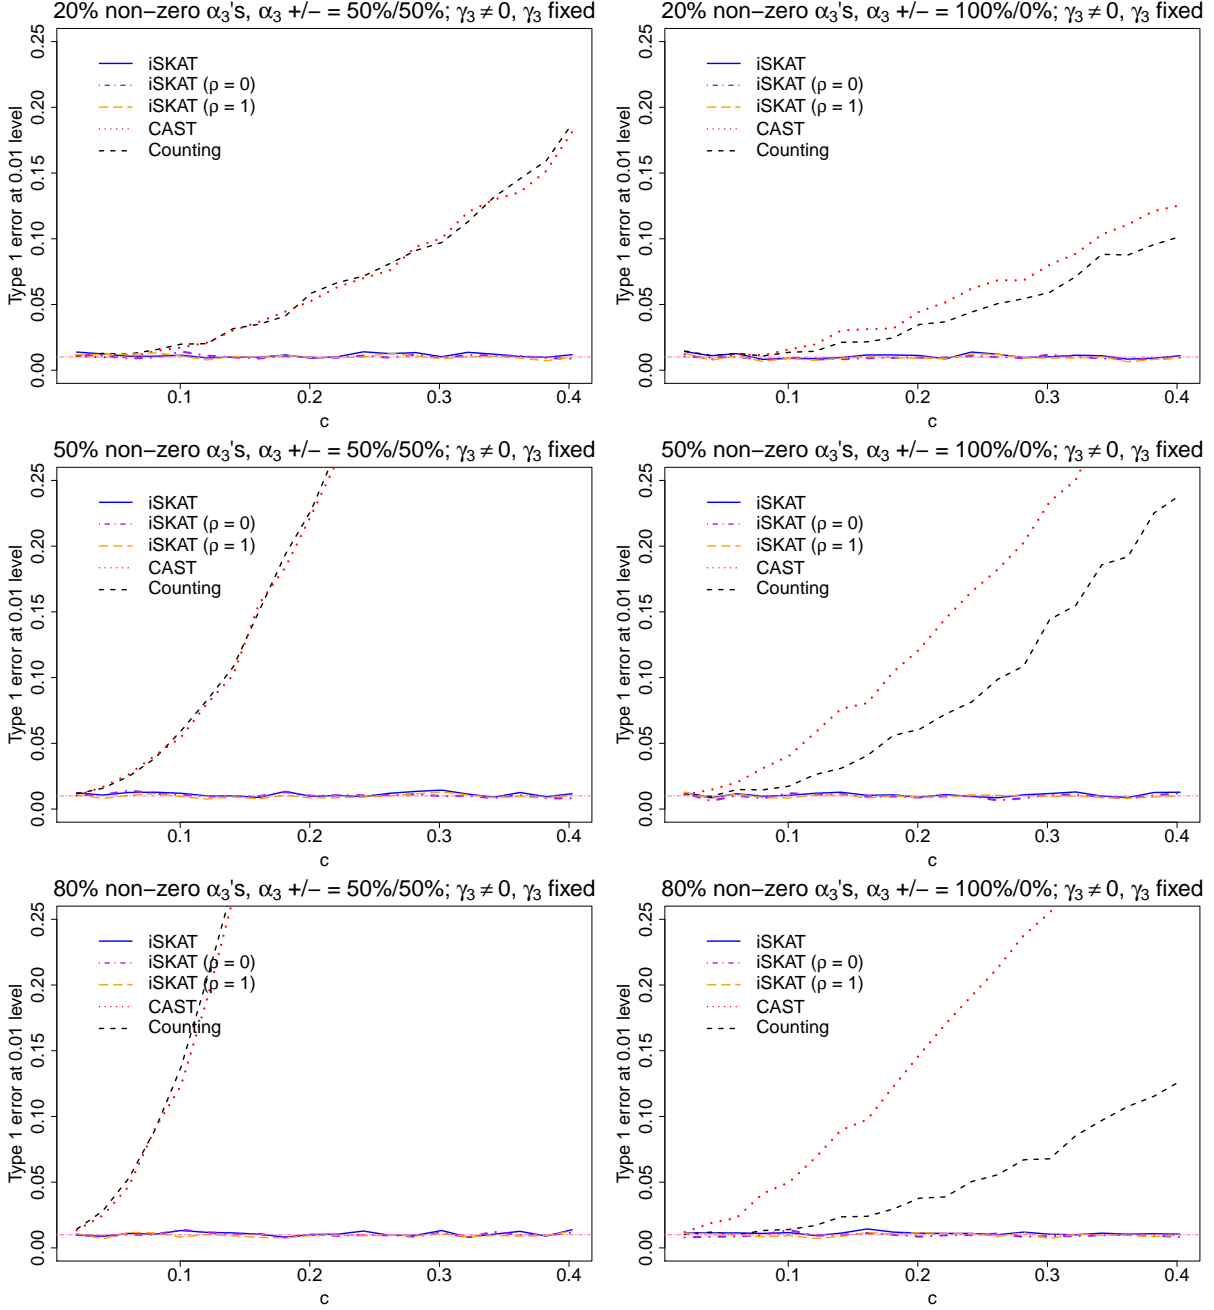 20% non−zero α₃'s, α₃ +/− = 50%/50%; γ₃ ≠ 0, γ₃ fixed
Type 1 error at 0.01 level
0.25
0.20
0.15
0.10
0.05
0.00
iSKAT
iSKAT (ρ = 0)
iSKAT (ρ = 1)
CAST
Counting
0.1 0.2 0.3 0.4
c
20% non−zero α₃'s, α₃ +/− = 100%/0%; γ₃ ≠ 0, γ₃ fixed
Type 1 error at 0.01 level
0.25
0.20
0.15
0.10
0.05
0.00
iSKAT
iSKAT (ρ = 0)
iSKAT (ρ = 1)
CAST
Counting
0.1 0.2 0.3 0.4
c
50% non−zero α₃'s, α₃ +/− = 50%/50%; γ₃ ≠ 0, γ₃ fixed
Type 1 error at 0.01 level
0.25
0.20
0.15
0.10
0.05
0.00
iSKAT
iSKAT (ρ = 0)
iSKAT (ρ = 1)
CAST
Counting
0.1 0.2 0.3 0.4
c
50% non−zero α₃'s, α₃ +/− = 100%/0%; γ₃ ≠ 0, γ₃ fixed
Type 1 error at 0.01 level
0.25
0.20
0.15
0.10
0.05
0.00
iSKAT
iSKAT (ρ = 0)
iSKAT (ρ = 1)
CAST
Counting
0.1 0.2 0.3 0.4
c
80% non−zero α₃'s, α₃ +/− = 50%/50%; γ₃ ≠ 0, γ₃ fixed
Type 1 error at 0.01 level
0.25
0.20
0.15
0.10
0.05
0.00
iSKAT
iSKAT (ρ = 0)
iSKAT (ρ = 1)
CAST
Counting
0.1 0.2 0.3 0.4
c
80% non−zero α₃'s, α₃ +/− = 100%/0%; γ₃ ≠ 0, γ₃ fixed
Type 1 error at 0.01 level
0.25
0.20
0.15
0.10
0.05
0.00
iSKAT
iSKAT (ρ = 0)
iSKAT (ρ = 1)
CAST
Counting
0.1 0.2 0.3 0.4
c